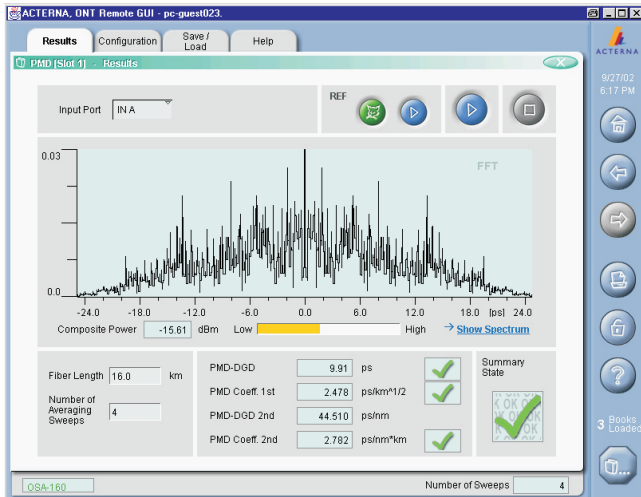 ACTERNA, ONT Remote GUI - pc-guest023.
Results
Configuration
Save /
Load
Help
ACTERNA
PMD [Slot 1] - Results
9/27/02
6:17 PM
Input Port
IN A
REF
0.03
FFT
0.0
-24.0 -18.0 -12.0 -6.0 0.0 6.0 12.0 18.0 [ps] 24.0
Composite Power -15.61 dBm Low High → Show Spectrum
Fiber Length 16.0 km
Number of
Averaging
Sweeps
4
PMD-DGD 9.91 ps
PMD Coeff. 1st 2.478 ps/km^1/2
PMD-DGD 2nd 44.510 ps/nm
PMD Coeff. 2nd 2.782 ps/nm*km
Summary
State
OK OK
3 Books
Loaded
OSA-160
Number of Sweeps 4